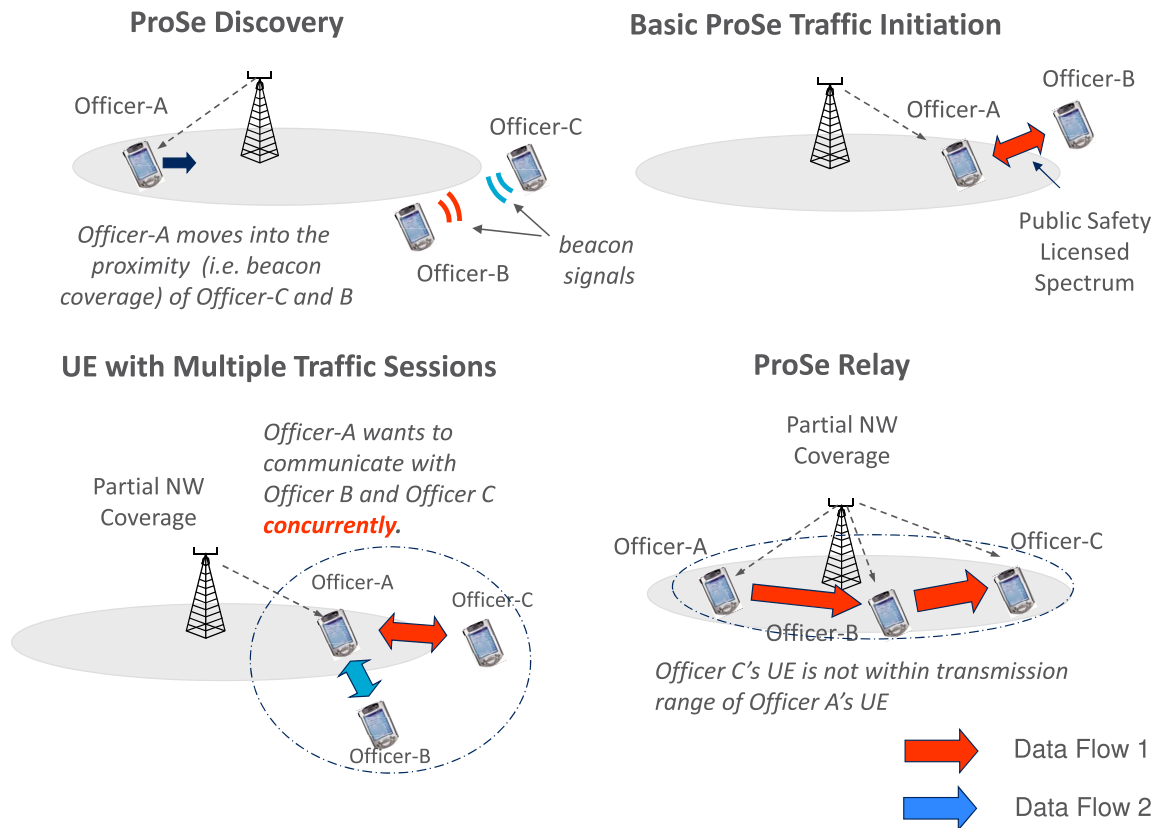 ProSe Discovery
Officer-A
Officer-C
Officer-B
Officer-A moves into the
proximity (i.e. beacon
coverage) of Officer-C and B
beacon
signals
Basic ProSe Traffic Initiation
Officer-B
Officer-A
Public Safety
Licensed
Spectrum
UE with Multiple Traffic Sessions
Officer-A wants to
communicate with
Officer B and Officer C
concurrently.
Partial NW
Coverage
Officer-A
Officer-C
Officer-B
ProSe Relay
Partial NW
Coverage
Officer-A
Officer-C
Officer-B
Officer C’s UE is not within transmission
range of Officer A’s UE
Data Flow 1
Data Flow 2